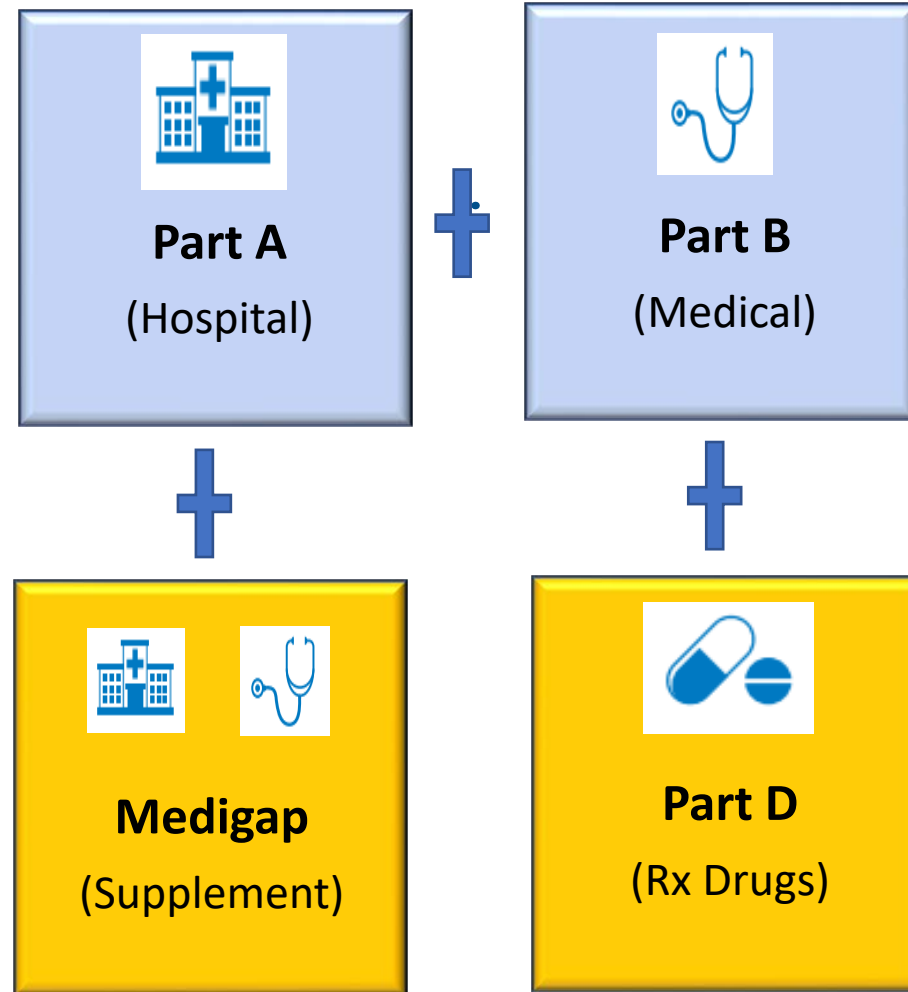 Part A
(Hospital)
Part B
(Medical)
Medigap
(Supplement)
Part D
(Rx Drugs)